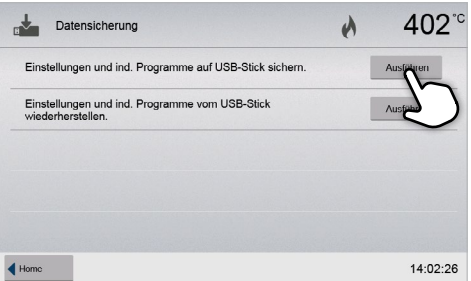 Datensicherung
402°C
Einstellungen und ind. Programme auf USB-Stick sichern.
Ausführen
Einstellungen und ind. Programme vom USB-Stick
wiederherstellen.
Home
14:02:26